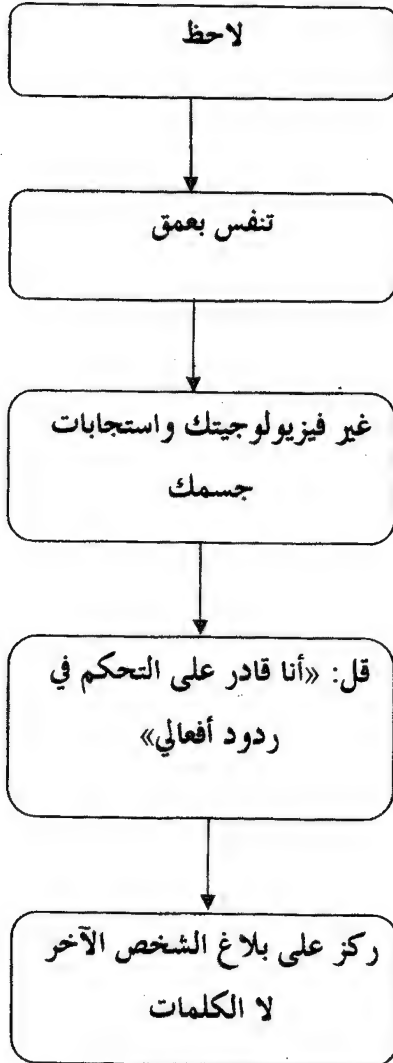 لاحظ
تنفس بعمق
غير فيزيولوجيتك واستجابات
جسمك
قل: «أنا قادر على التحكم في
ردود أفعالي»
ركز على بلاغ الشخص الآخر
لا الكلمات